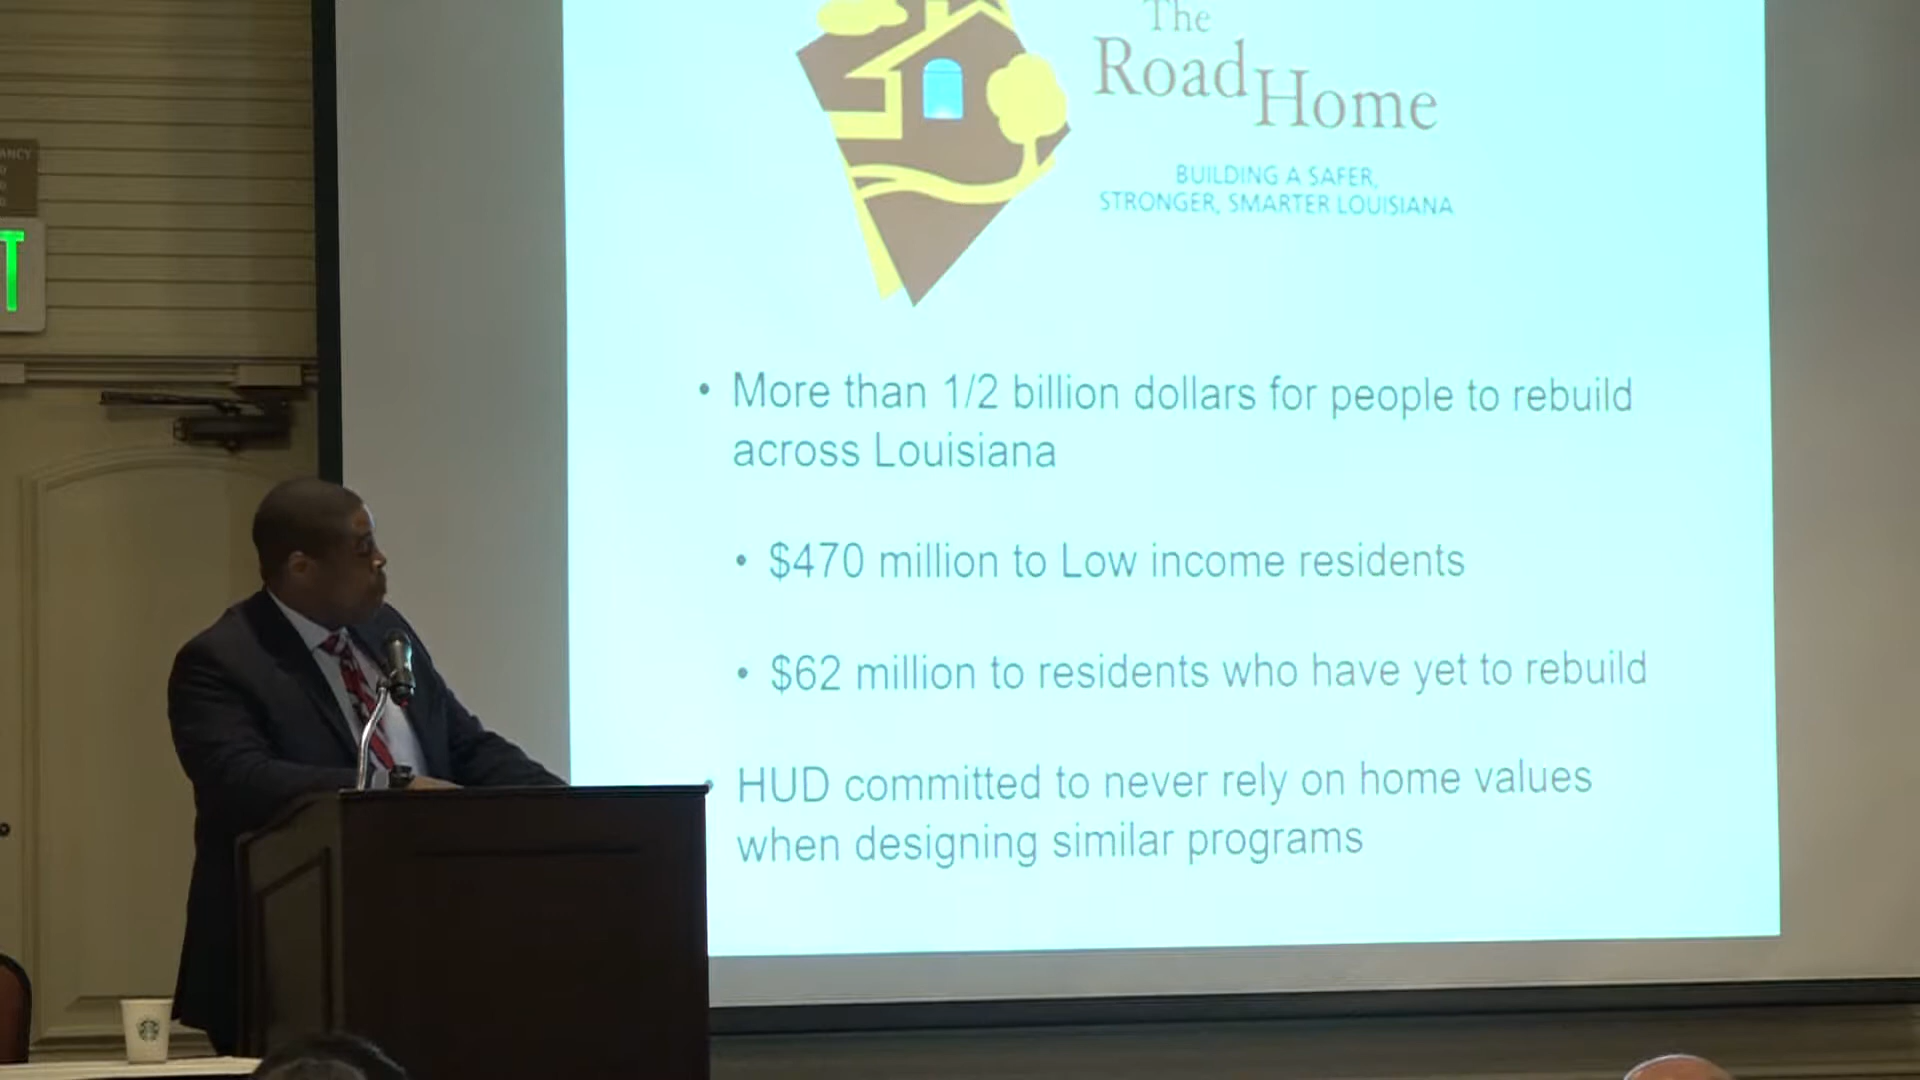 ANCY
T
The
Road Home
BUILDING A SAFER,
STRONGER, SMARTER LOUISIANA
• More than 1/2 billion dollars for people to rebuild
across Louisiana
• $470 million to Low income residents
• $62 million to residents who have yet to rebuild
• HUD committed to never rely on home values
when designing similar programs